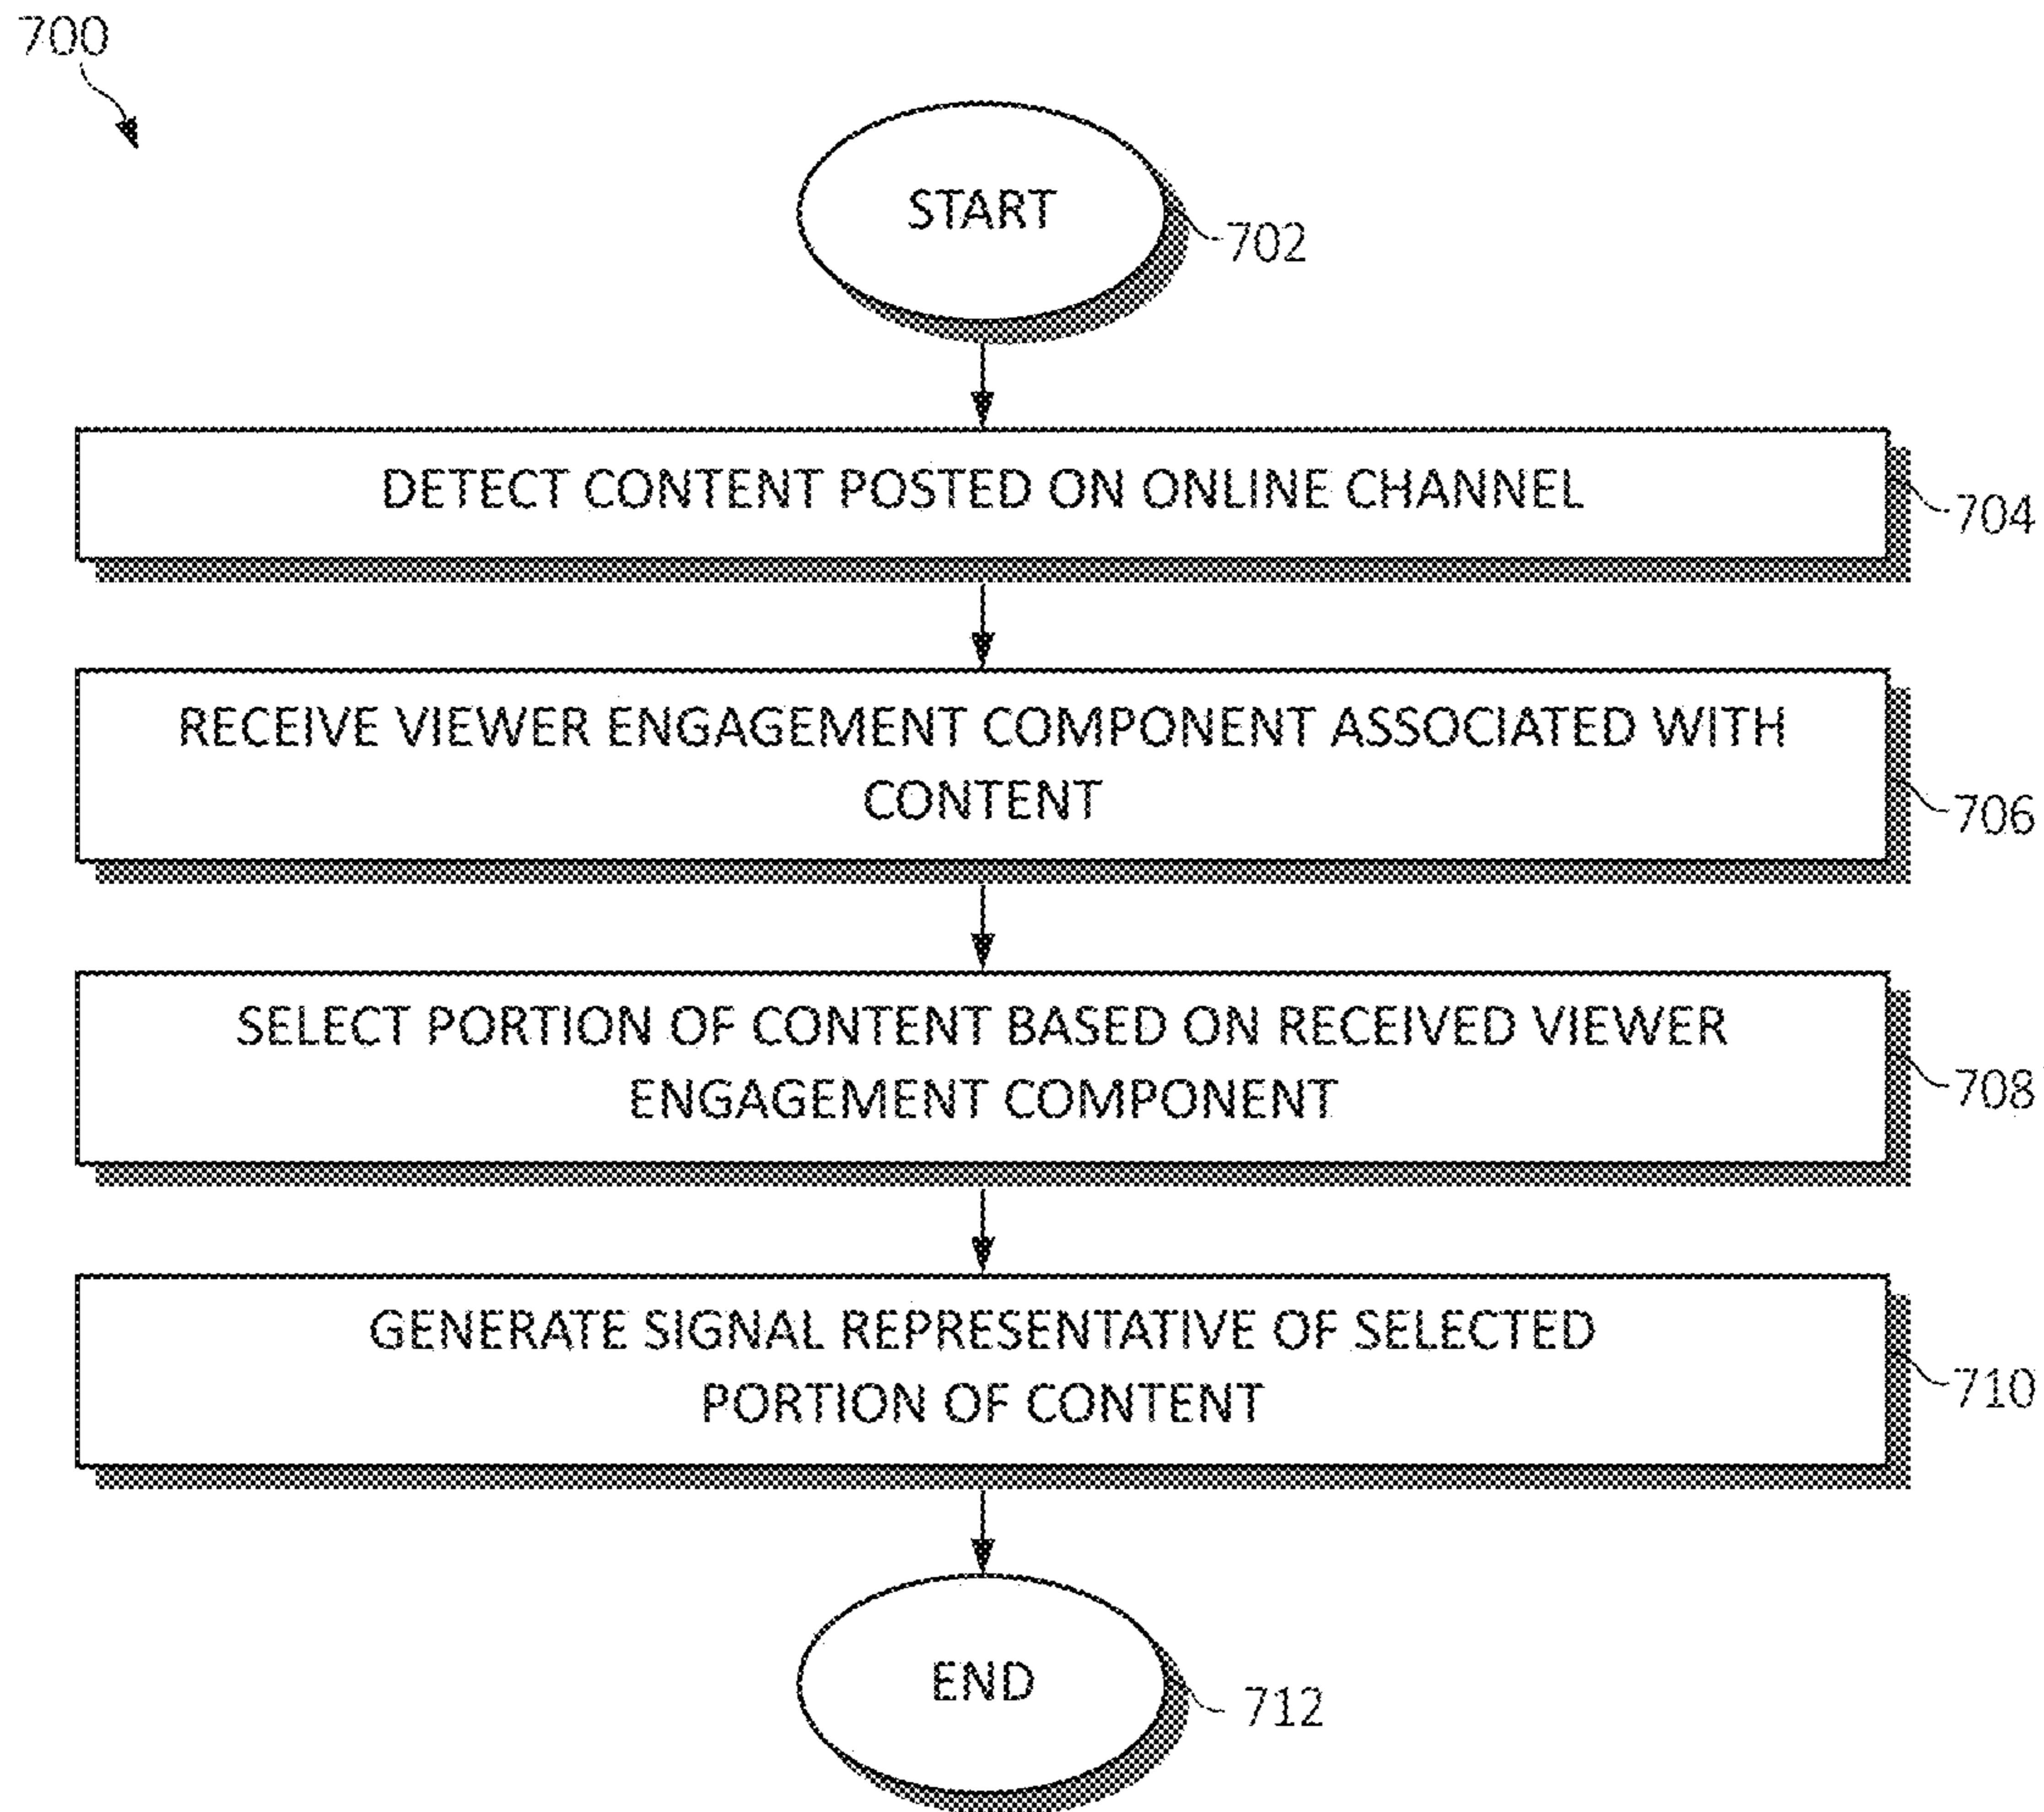 700
START
702
DETECT CONTENT POSTED ON ONLINE CHANNEL
704
RECEIVE VIEWER ENGAGEMENT COMPONENT ASSOCIATED WITH
CONTENT
706
SELECT PORTION OF CONTENT BASED ON RECEIVED VIEWER
ENGAGEMENT COMPONENT
708
GENERATE SIGNAL REPRESENTATIVE OF SELECTED
PORTION OF CONTENT
710
END
712